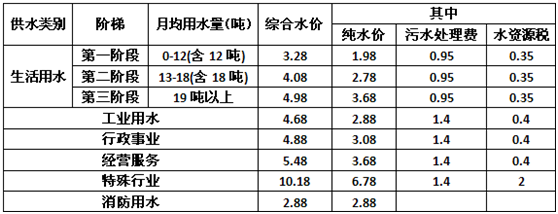 供水类别 阶梯 月均用水量(吨) 综合水价 其中
纯水价 污水处理费 水资源税
生活用水 第一阶段 0-12(含12吨) 3.28 1.98 0.95 0.35
第二阶段 13-18(含18吨) 4.08 2.78 0.95 0.35
第三阶段 19吨以上 4.98 3.68 0.95 0.35
工业用水 4.68 2.88 1.4 0.4
行政事业 4.88 3.08 1.4 0.4
经营服务 5.48 3.68 1.4 0.4
特殊行业 10.18 6.78 1.4 2
消防用水 2.88 2.88